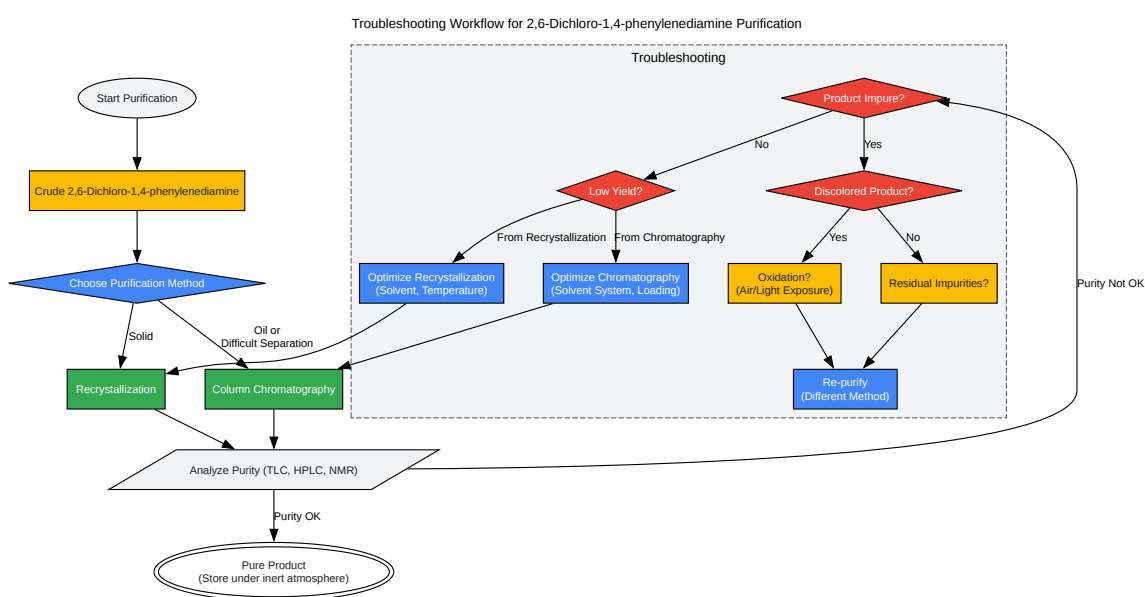 Troubleshooting Workflow for 2,6-Dichloro-1,4-phenylenediamine Purification
Troubleshooting
Start Purification
Product Impure?
No
Yes
Crude 2,6-Dichloro-1,4-phenylenediamine
Low Yield?
Discolored Product?
From Recrystallization
From Chromatography
Yes
No
Choose Purification Method
Optimize Recrystallization
(Solvent, Temperature)
Optimize Chromatography
(Solvent System, Loading)
Oxidation?
(Air/Light Exposure)
Residual Impurities?
Purity Not OK
Solid
Oil or
Difficult Separation
Recrystallization
Column Chromatography
Re-purify
(Different Method)
Analyze Purity (TLC, HPLC, NMR)
Purity OK
Pure Product
(Store under inert atmosphere)